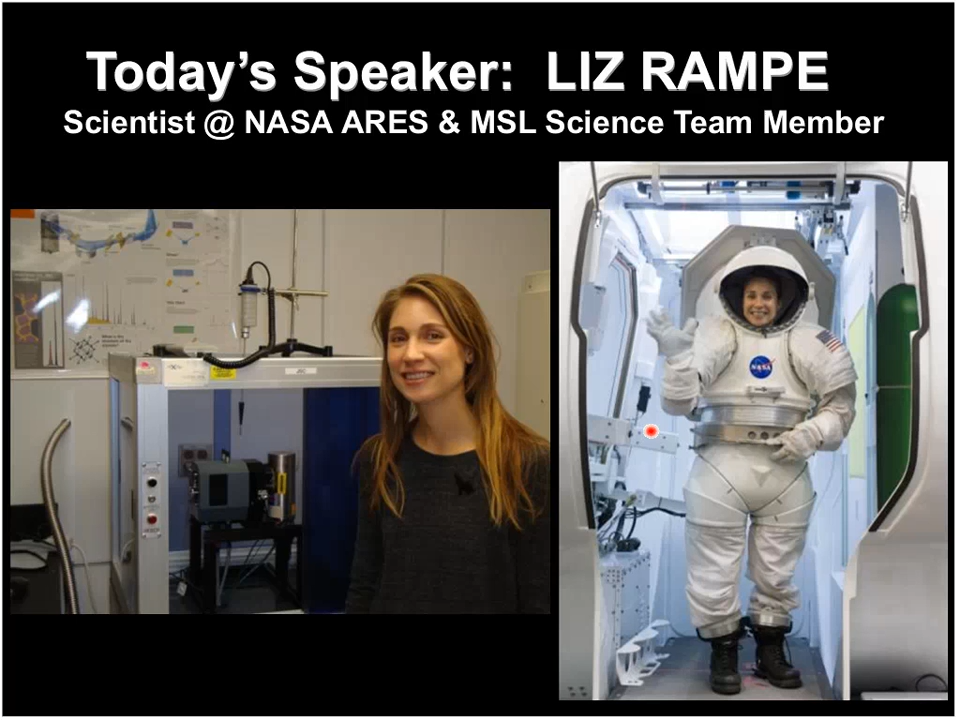 Today's Speaker:  LIZ RAMPE
Scientist @ NASA ARES & MSL Science Team Member
NASA